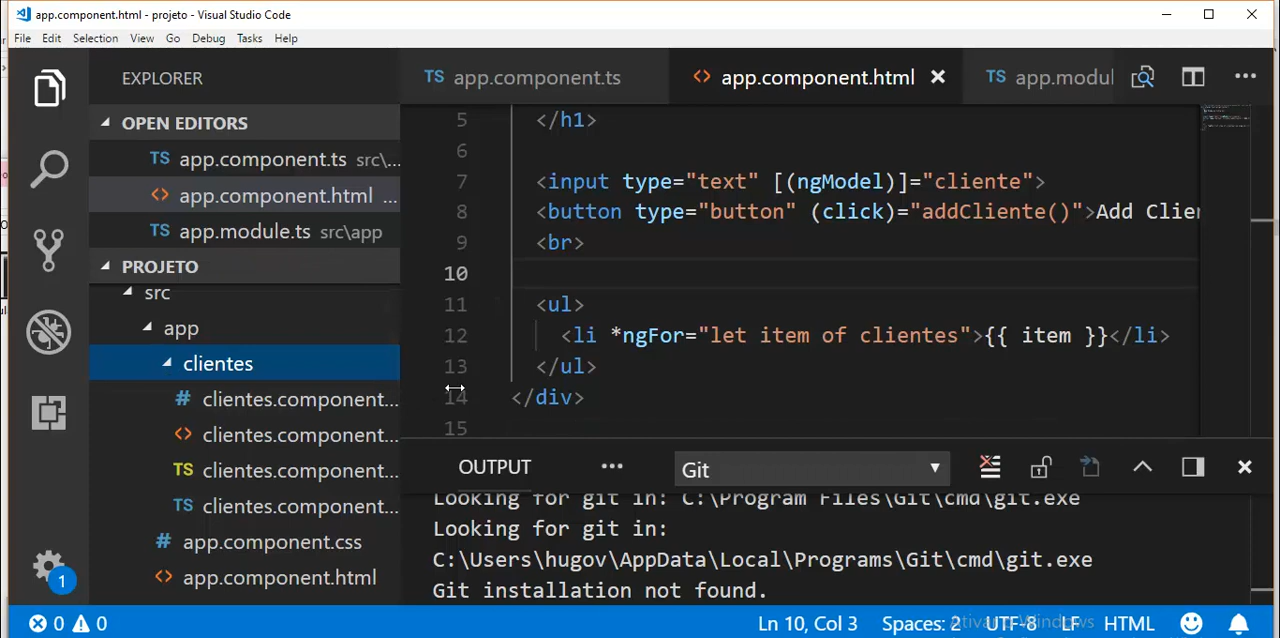 app.component.html - projeto - Visual Studio Code
File Edit Selection View Go Debug Tasks Help
EXPLORER
OPEN EDITORS
TS app.component.ts src\...
<> app.component.html ...
TS app.module.ts src\app
PROJETO
src
app
clientes
# clientes.component...
<> clientes.component...
TS clientes.component...
TS clientes.component...
# app.component.css
<> app.component.html
1
TS app.component.ts <> app.component.html TS app.modul
5 </h1>
6
7 <input type="text" [(ngModel)]="cliente">
8 <button type="button" (click)="addCliente()">Add Clien
9 <br>
10
11 <ul>
12 <li *ngFor="let item of clientes">{{ item }}</li>
13 </ul>
14 </div>
15
OUTPUT ... Git
Looking for git in: C:\Program Files\Git\cmd\git.exe
Looking for git in:
C:\Users\hugov\AppData\Local\Programs\Git\cmd\git.exe
Git installation not found.
0 0 Ln 10, Col 3 Spaces: 2 UTF-8 LF HTML
Ativar o Windows